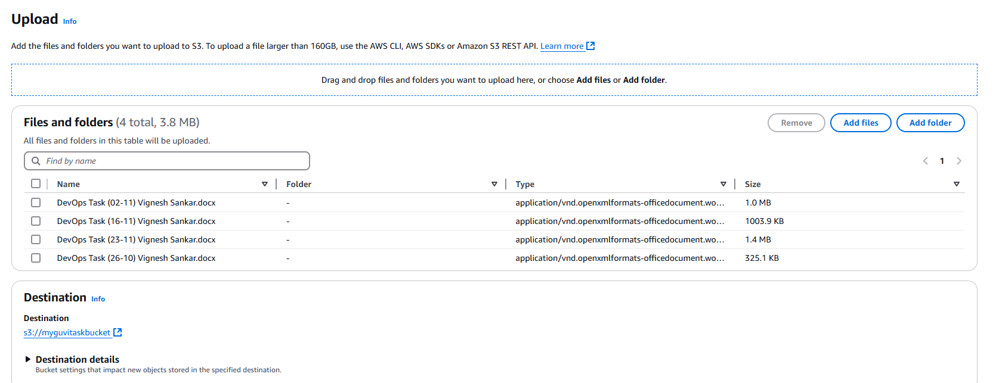 Upload Info
Add the files and folders you want to upload to S3. To upload a file larger than 160GB, use the AWS CLI, AWS SDKs or Amazon S3 REST API. Learn more
Drag and drop files and folders you want to upload here, or choose Add files or Add folder.
Files and folders (4 total, 3.8 MB)
Remove Add files Add folder
All files and folders in this table will be uploaded.
Find by name
1
Name Folder Type Size
DevOps Task (02-11) Vignesh Sankar.docx - application/vnd.openxmlformats-officedocument.wo... 1.0 MB
DevOps Task (16-11) Vignesh Sankar.docx - application/vnd.openxmlformats-officedocument.wo... 1003.9 KB
DevOps Task (23-11) Vignesh Sankar.docx - application/vnd.openxmlformats-officedocument.wo... 1.4 MB
DevOps Task (26-10) Vignesh Sankar.docx - application/vnd.openxmlformats-officedocument.wo... 325.1 KB
Destination Info
Destination
s3://myguvitaskbucket
Destination details
Bucket settings that impact new objects stored in the specified destination.